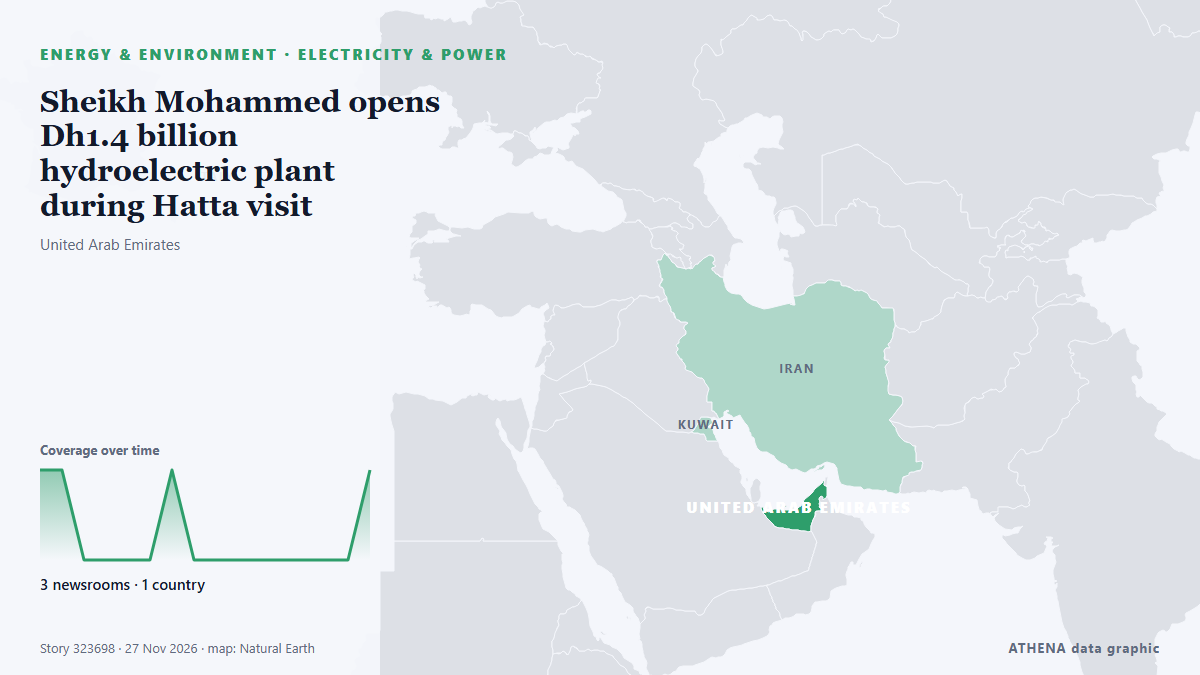 ENERGY & ENVIRONMENT · ELECTRICITY & POWER
Sheikh Mohammed opens
Dh1.4 billion
hydroelectric plant
during Hatta visit
United Arab Emirates
IRAN
KUWAIT
UNITED ARAB EMIRATES
Coverage over time
3 newsrooms · 1 country
Story 323698 · 27 Nov 2026 · map: Natural Earth
ATHENA data graphic